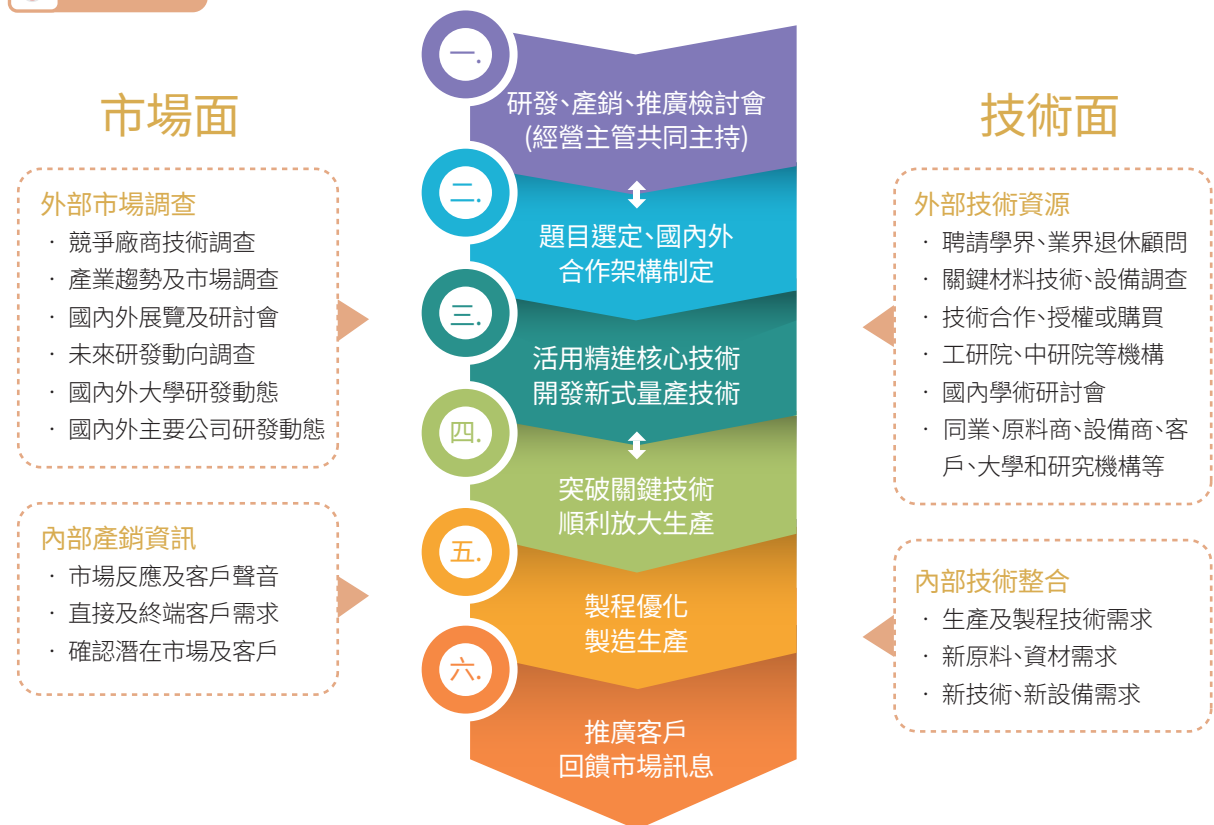 市場面
外部市場調查
· 競爭廠商技術調查
· 產業趨勢及市場調查
· 國內外展覽及研討會
· 未來研發動向調查
· 國內外大學研發動態
· 國內外主要公司研發動態
內部產銷資訊
· 市場反應及客戶聲音
· 直接及終端客戶需求
· 確認潛在市場及客戶
一.
研發、產銷、推廣檢討會
(經營主管共同主持)
二.
題目選定、國內外
合作架構制定
三.
活用精進核心技術
開發新式量產技術
四.
突破關鍵技術
順利放大生產
五.
製程優化
製造生產
六.
推廣客戶
回饋市場訊息
技術面
外部技術資源
· 聘請學界、業界退休顧問
· 關鍵材料技術、設備調查
· 技術合作、授權或購買
· 工研院、中研院等機構
· 國內學術研討會
· 同業、原料商、設備商、客
戶、大學和研究機構等
內部技術整合
· 生產及製程技術需求
· 新原料、資材需求
· 新技術、新設備需求